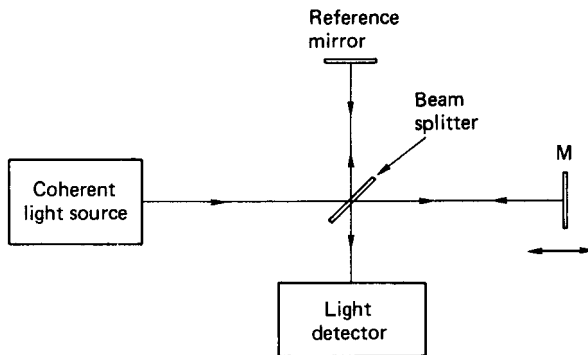 Reference
mirror
Beam
splitter
M
Coherent
light source
Light
detector